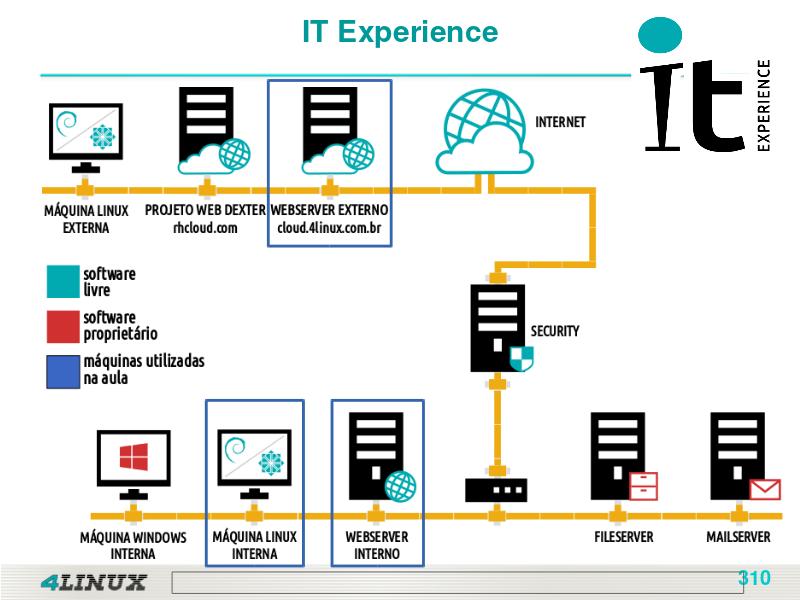 IT Experience
it
EXPERIENCE
INTERNET
MÁQUINA LINUX
EXTERNA
PROJETO WEB DEXTER
rhcloud.com
WEBSERVER EXTERNO
cloud.4linux.com.br
software
livre
software
proprietário
máquinas utilizadas
na aula
SECURITY
MÁQUINA WINDOWS
INTERNA
MÁQUINA LINUX
INTERNA
WEBSERVER
INTERNO
FILESERVER
MAILSERVER
4LINUX
310